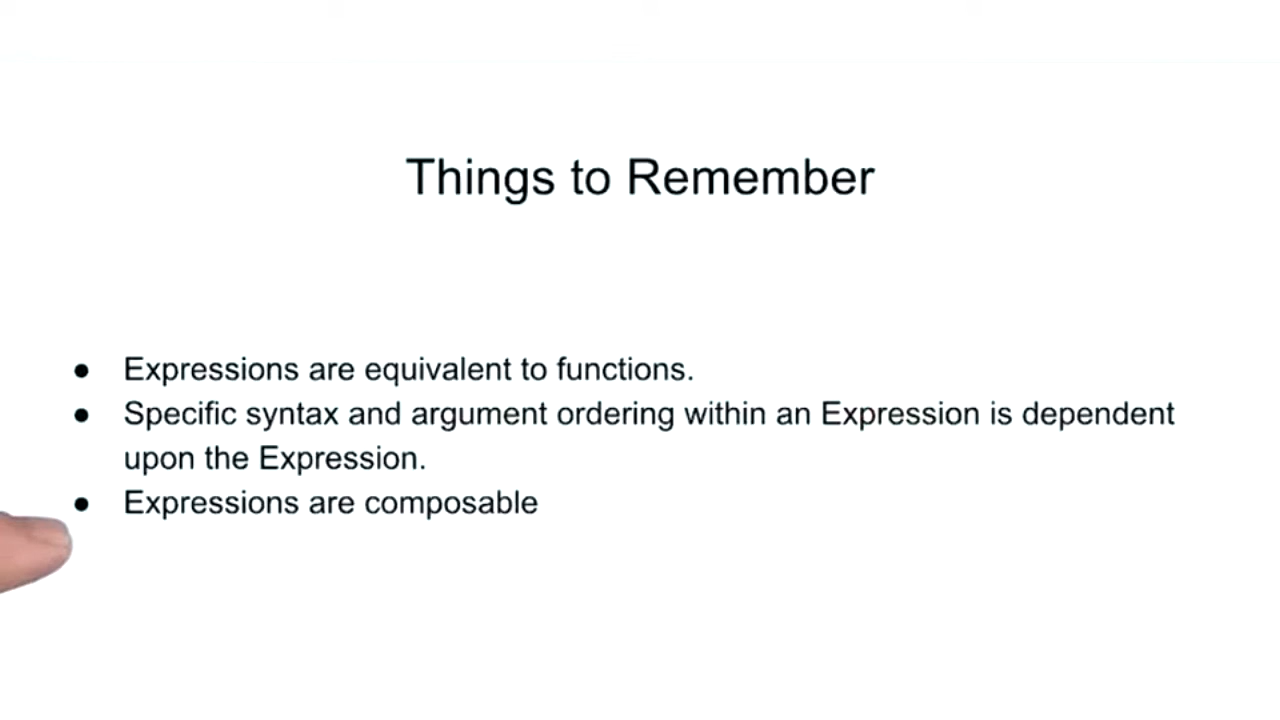 Things to Remember
● Expressions are equivalent to functions.
● Specific syntax and argument ordering within an Expression is dependent
upon the Expression.
● Expressions are composable